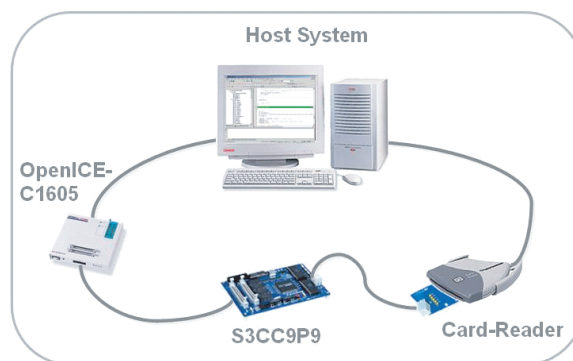 Host System
OpenICE-
C1605
S3CC9P9
Card-Reader